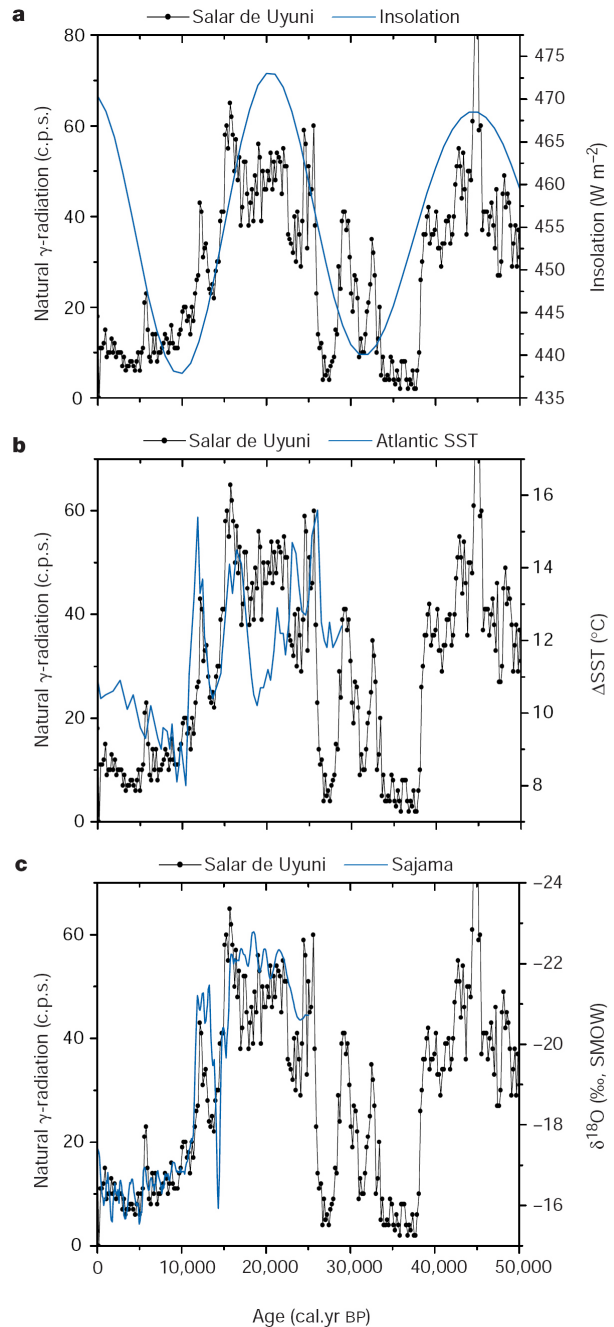 a
Salar de Uyuni Insolation
80
60
40
20
0
Natural γ-radiation (c.p.s.)
475
470
465
460
455
450
445
440
435
Insolation (W m⁻²)
b
Salar de Uyuni Atlantic SST
60
40
20
0
Natural γ-radiation (c.p.s.)
16
14
12
10
8
ΔSST (°C)
c
Salar de Uyuni Sajama
60
40
20
0
Natural γ-radiation (c.p.s.)
−24
−22
−20
−18
−16
δ¹⁸O (‰, SMOW)
0 10,000 20,000 30,000 40,000 50,000
Age (cal.yr BP)